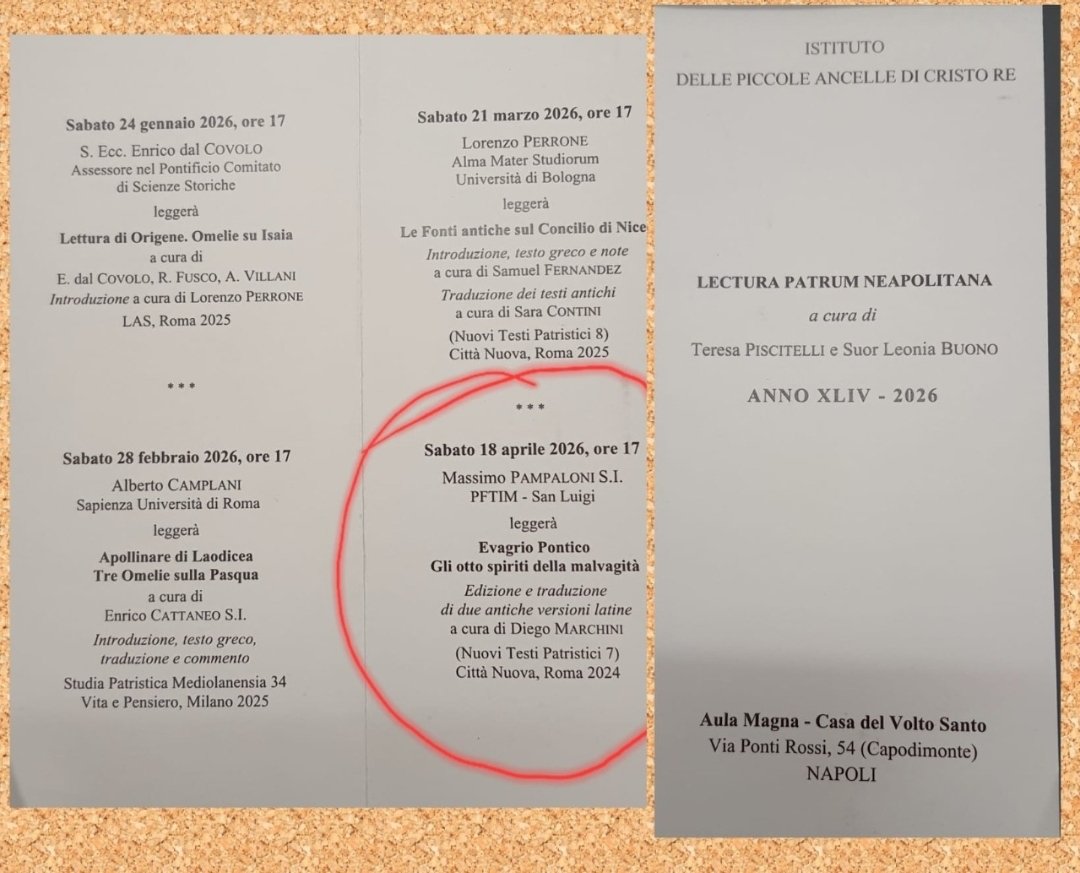 Sabato 24 gennaio 2026, ore 17
S. Ecc. Enrico dal COVOLO
Assessore nel Pontificio Comitato
di Scienze Storiche
leggerà
Lettura di Origene. Omelie su Isaia
a cura di
E. dal COVOLO, R. FUSCO, A. VILLANI
Introduzione a cura di Lorenzo PERRONE
LAS, Roma 2025
* * *
Sabato 28 febbraio 2026, ore 17
Alberto CAMPLANI
Sapienza Università di Roma
leggerà
Apollinare di Laodicea
Tre Omelie sulla Pasqua
a cura di
Enrico CATTANEO S.I.
Introduzione, testo greco,
traduzione e commento
Studia Patristica Mediolanensia 34
Vita e Pensiero, Milano 2025
Sabato 21 marzo 2026, ore 17
Lorenzo PERRONE
Alma Mater Studiorum
Università di Bologna
leggerà
Le Fonti antiche sul Concilio di Nice
Introduzione, testo greco e note
a cura di Samuel FERNANDEZ
Traduzione dei testi antichi
a cura di Sara CONTINI
(Nuovi Testi Patristici 8)
Città Nuova, Roma 2025
* * *
Sabato 18 aprile 2026, ore 17
Massimo PAMPALONI S.I.
PFTIM - San Luigi
leggerà
Evagrio Pontico
Gli otto spiriti della malvagità
Edizione e traduzione
di due antiche versioni latine
a cura di Diego MARCHINI
(Nuovi Testi Patristici 7)
Città Nuova, Roma 2024
ISTITUTO
DELLE PICCOLE ANCELLE DI CRISTO RE
LECTURA PATRUM NEAPOLITANA
a cura di
Teresa PISCITELLI e Suor Leonia BUONO
ANNO XLIV - 2026
Aula Magna - Casa del Volto Santo
Via Ponti Rossi, 54 (Capodimonte)
NAPOLI